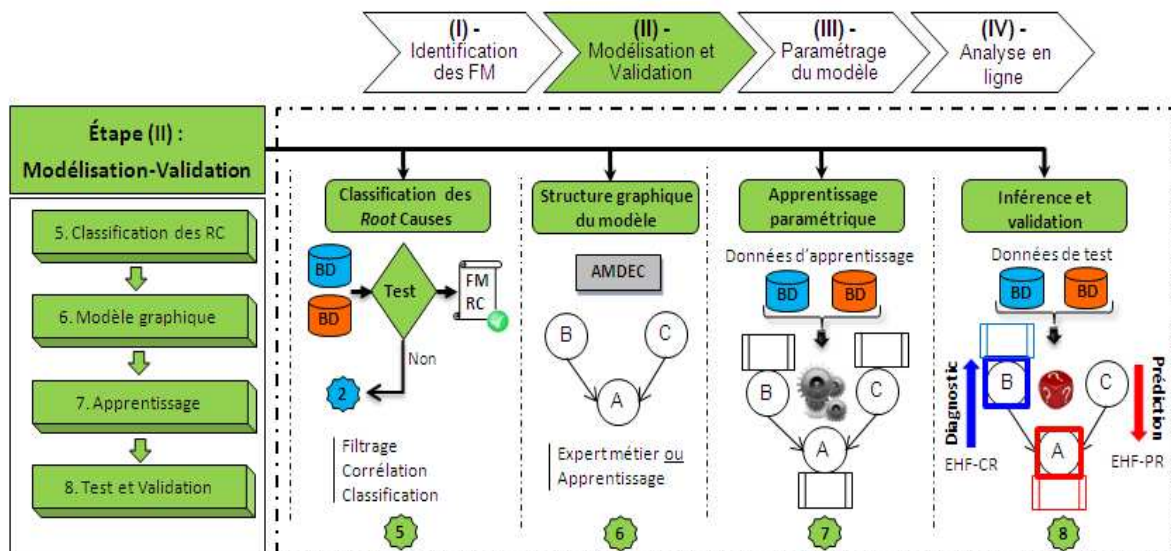 (I) -
Identification
des FM
(II) -
Modélisation et
Validation
(III) -
Paramétrage
du modèle
(IV) -
Analyse en
ligne
Étape (II) :
Modélisation-Validation
5. Classification des RC
6. Modèle graphique
7. Apprentissage
8. Test et Validation
Classification des
Root Causes
BD
BD
Test
FM
RC
Non
2
Filtrage
Corrélation
Classification
5
Structure graphique
du modèle
AMDEC
B
C
A
Expert métier ou
Apprentissage
6
Apprentissage
paramétrique
Données d'apprentissage
BD
BD
B
C
A
7
Inférence et
validation
Données de test
BD
BD
Diagnostic
B
C
Prédiction
A
EHF-CR
EHF-PR
8